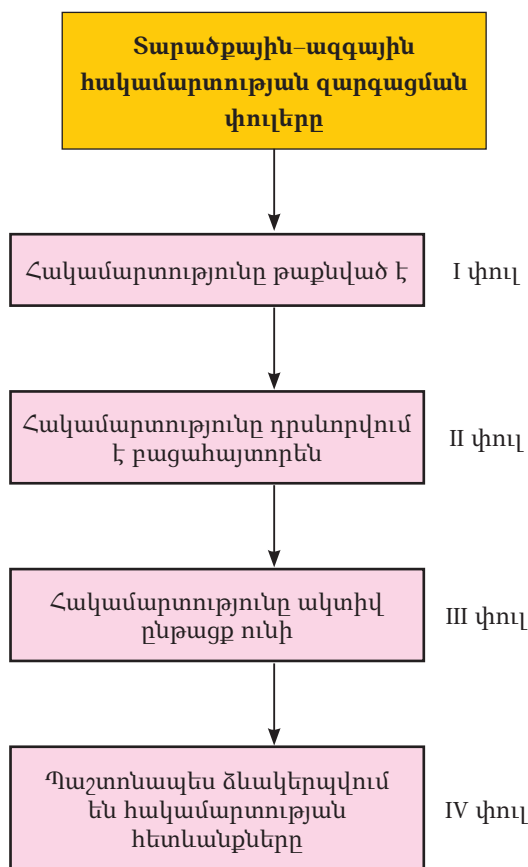 Տարածքային–ազգային
հակամարտության զարգացման
փուլերը
Հակամարտությունը թաքնված է
I փուլ
Հակամարտությունը դրսևորվում
է բացահայտորեն
II փուլ
Հակամարտությունը ակտիվ
ընթացք ունի
III փուլ
Պաշտոնապես ձևակերպվում
են հակամարտության
հետևանքները
IV փուլ